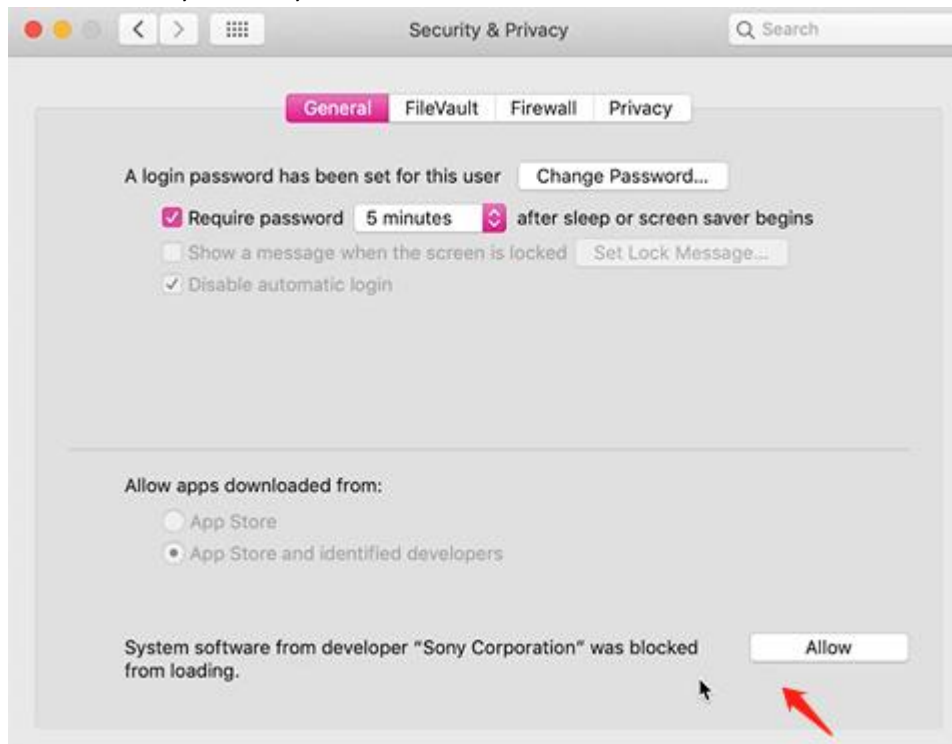 Security & Privacy
Search
General FileVault Firewall Privacy
A login password has been set for this user Change Password...
Require password 5 minutes after sleep or screen saver begins
Show a message when the screen is locked Set Lock Message...
Disable automatic login
Allow apps downloaded from:
App Store
App Store and identified developers
System software from developer “Sony Corporation” was blocked
from loading.
Allow